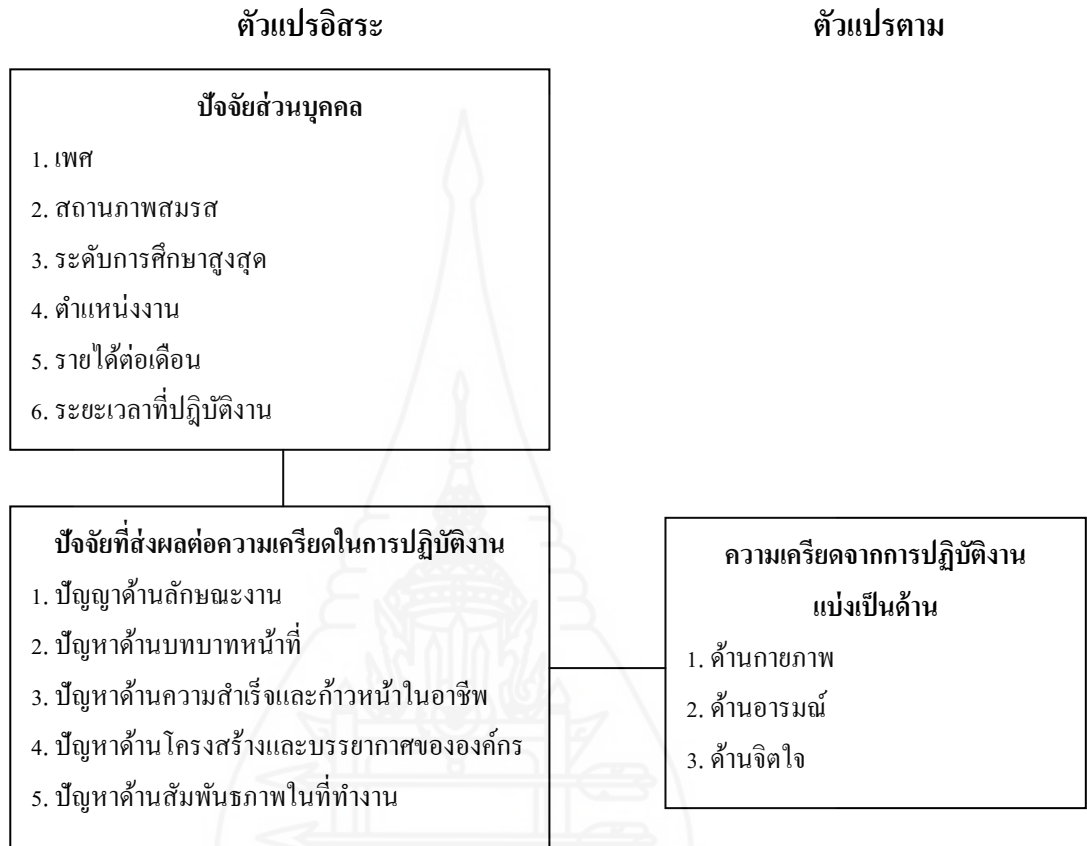 ตัวแปรอิสระ
ตัวแปรตาม
ปัจจัยส่วนบุคคล
1. เพศ
2. สถานภาพสมรส
3. ระดับการศึกษาสูงสุด
4. ตำแหน่งงาน
5. รายได้ต่อเดือน
6. ระยะเวลาที่ปฎิบัติงาน
ปัจจัยที่ส่งผลต่อความเครียดในการปฏิบัติงาน
1. ปัญญาด้านลักษณะงาน
2. ปัญหาด้านบทบาทหน้าที่
3. ปัญหาด้านความสำเร็จและก้าวหน้าในอาชีพ
4. ปัญหาด้านโครงสร้างและบรรยากาศขององค์กร
5. ปัญหาด้านสัมพันธภาพในที่ทำงาน
ความเครียดจากการปฏิบัติงาน
แบ่งเป็นด้าน
1. ด้านกายภาพ
2. ด้านอารมณ์
3. ด้านจิตใจ